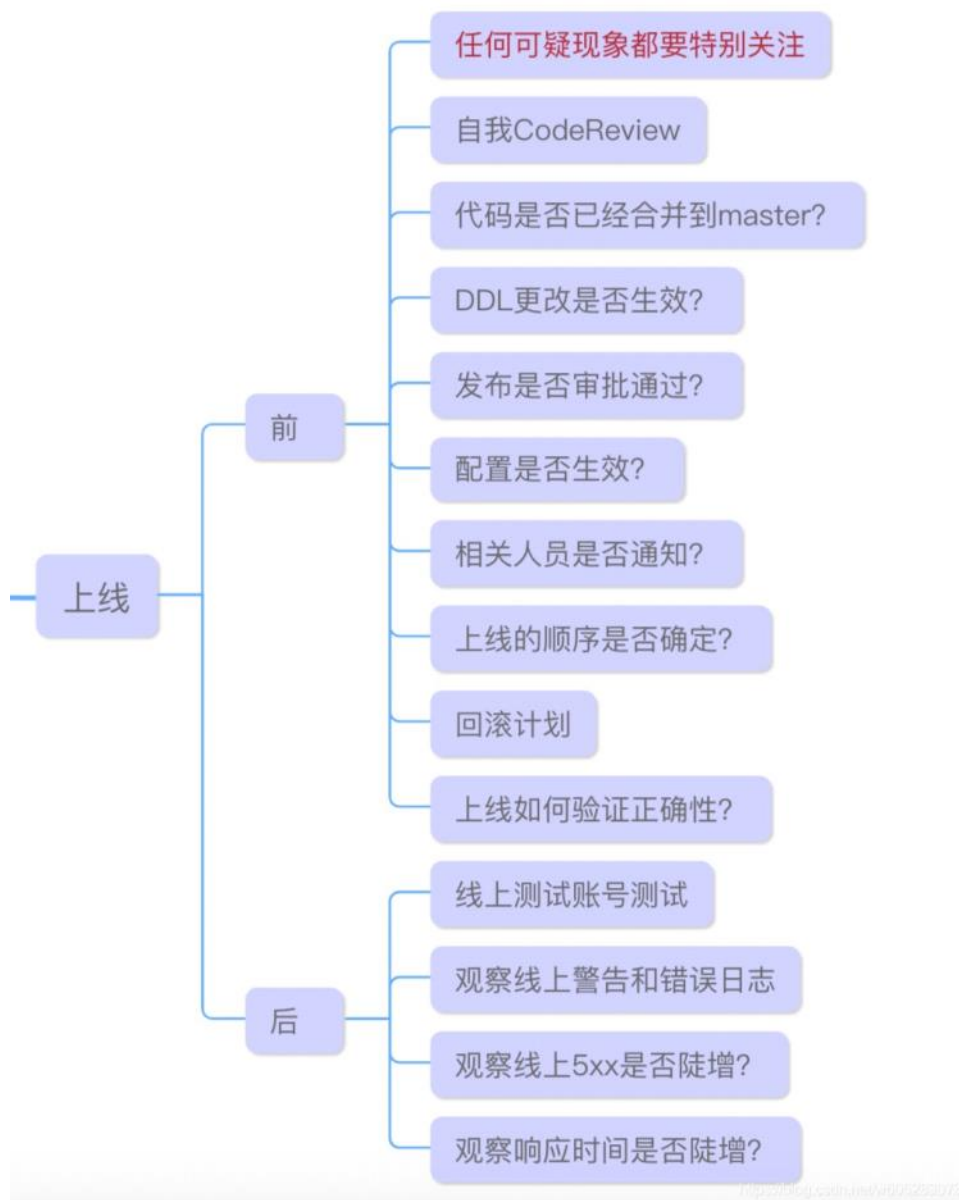 任何可疑现象都要特别关注
自我CodeReview
代码是否已经合并到master?
DDL更改是否生效?
发布是否审批通过?
前
配置是否生效?
相关人员是否通知?
上线
上线的顺序是否确定?
回滚计划
上线如何验证正确性?
线上测试账号测试
观察线上警告和错误日志
后
观察线上5xx是否陡增?
观察响应时间是否陡增?